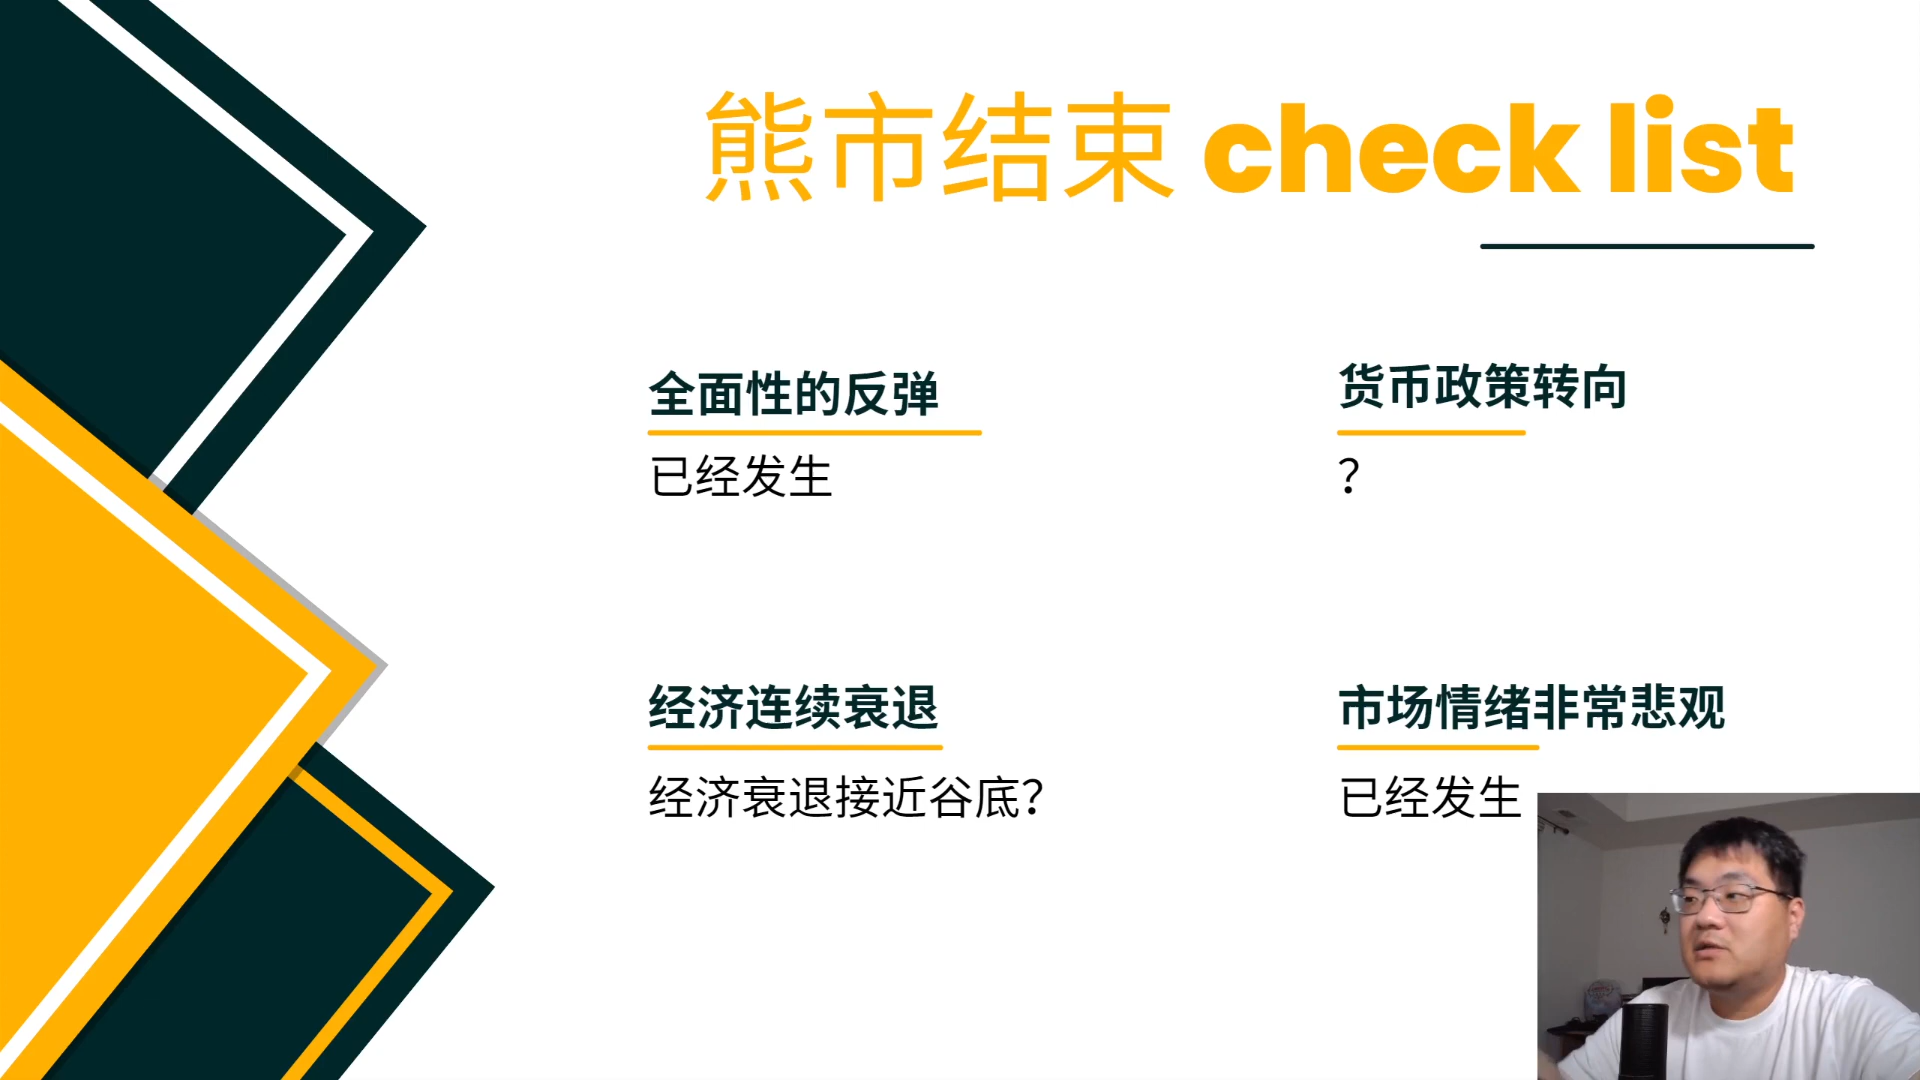 熊市结束 check list
全面性的反弹
已经发生
货币政策转向
？
经济连续衰退
经济衰退接近谷底？
市场情绪非常悲观
已经发生